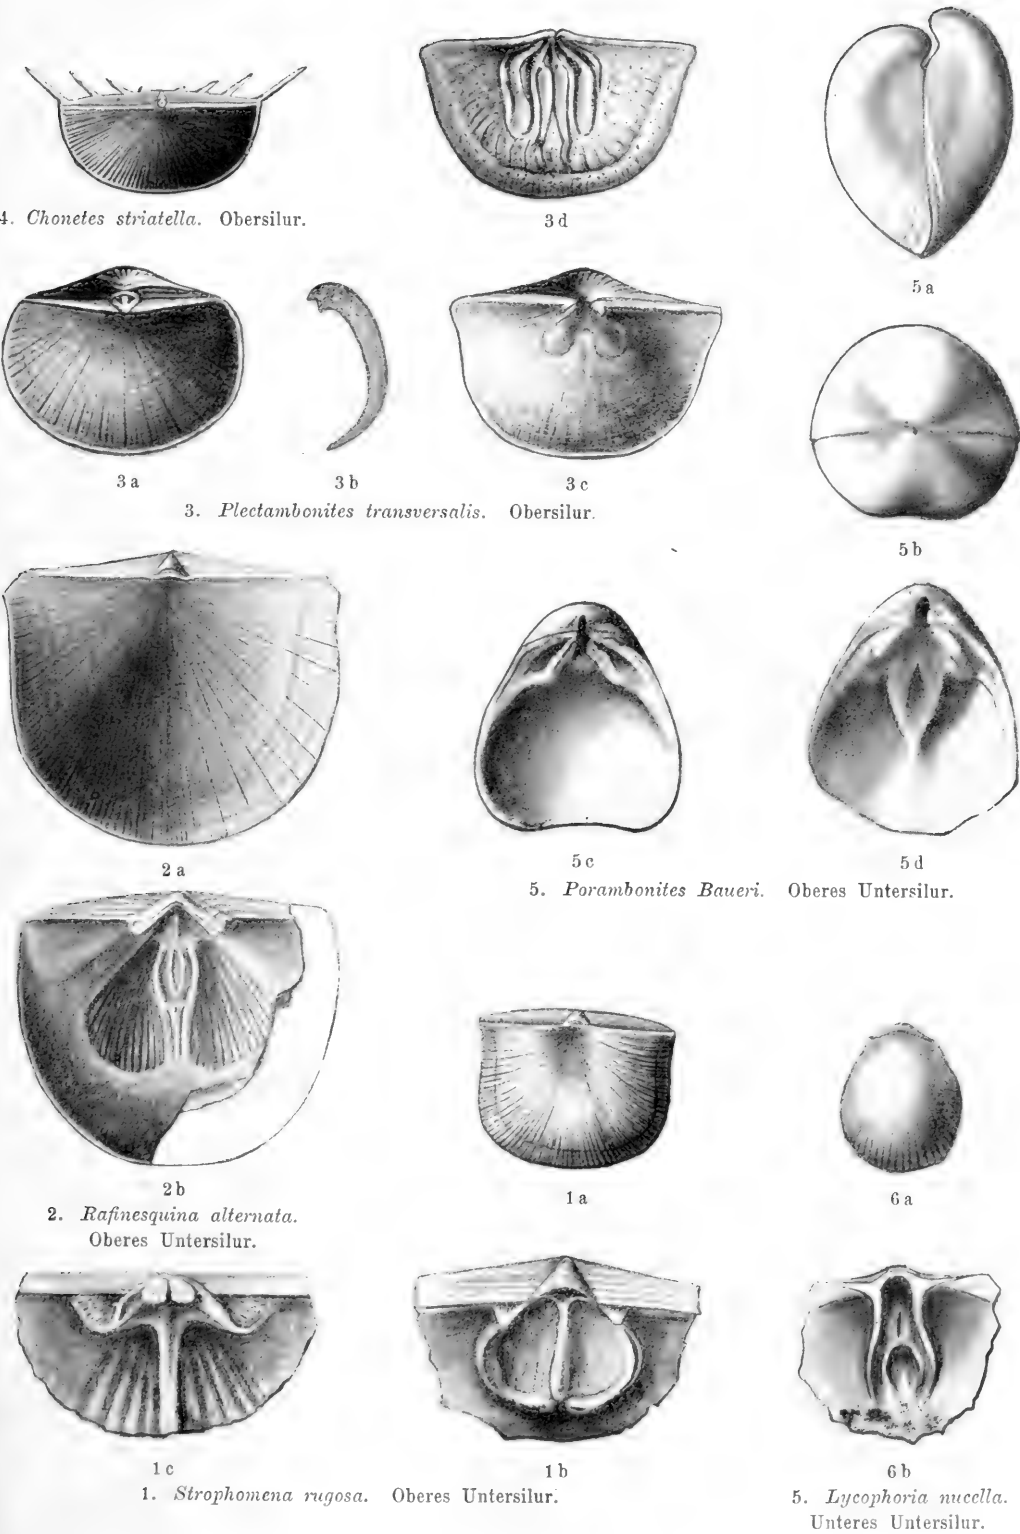 4. Chonetes striatella. Obersilur.
3 d
5 a
3 a
3 b
3 c
3. Plectambonites transversalis. Obersilur.
5 b
2 a
5 c
5 d
5. Porambonites Baueri. Oberes Untersilur.
2 b
2. Rafinesquina alternata.
Oberes Untersilur.
1 a
6 a
1 c
1 b
1. Strophomena rugosa. Oberes Untersilur.
6 b
5. Lycophoria nucella.
Unteres Untersilur.